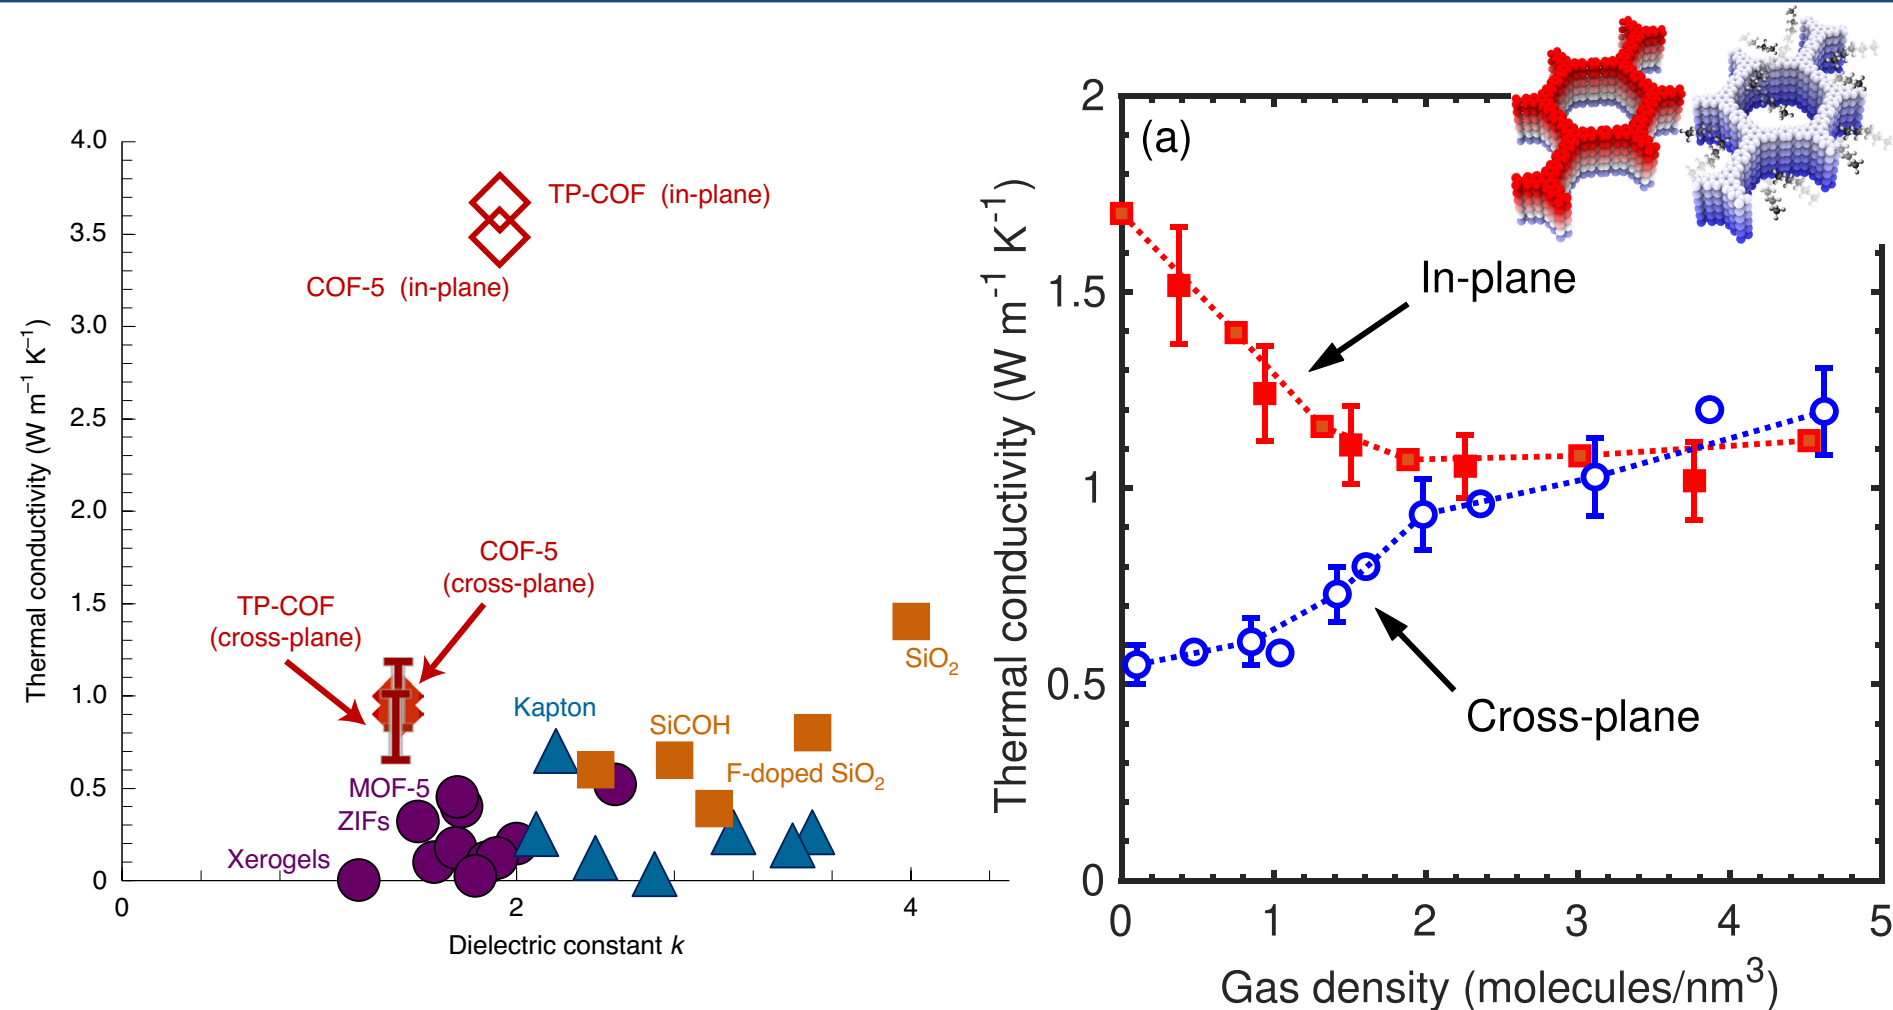 4.0
3.5
3.0
2.5
2.0
1.5
1.0
0.5
0
0
2
4
Thermal conductivity (W m⁻¹ K⁻¹)
Dielectric constant k
TP-COF (in-plane)
COF-5 (in-plane)
COF-5
(cross-plane)
TP-COF
(cross-plane)
Kapton
SiCOH
SiO₂
F-doped SiO₂
MOF-5
ZIFs
Xerogels
(a)
2
1.5
1
0.5
0
0
1
2
3
4
5
Thermal conductivity (W m⁻¹ K⁻¹)
Gas density (molecules/nm³)
In-plane
Cross-plane